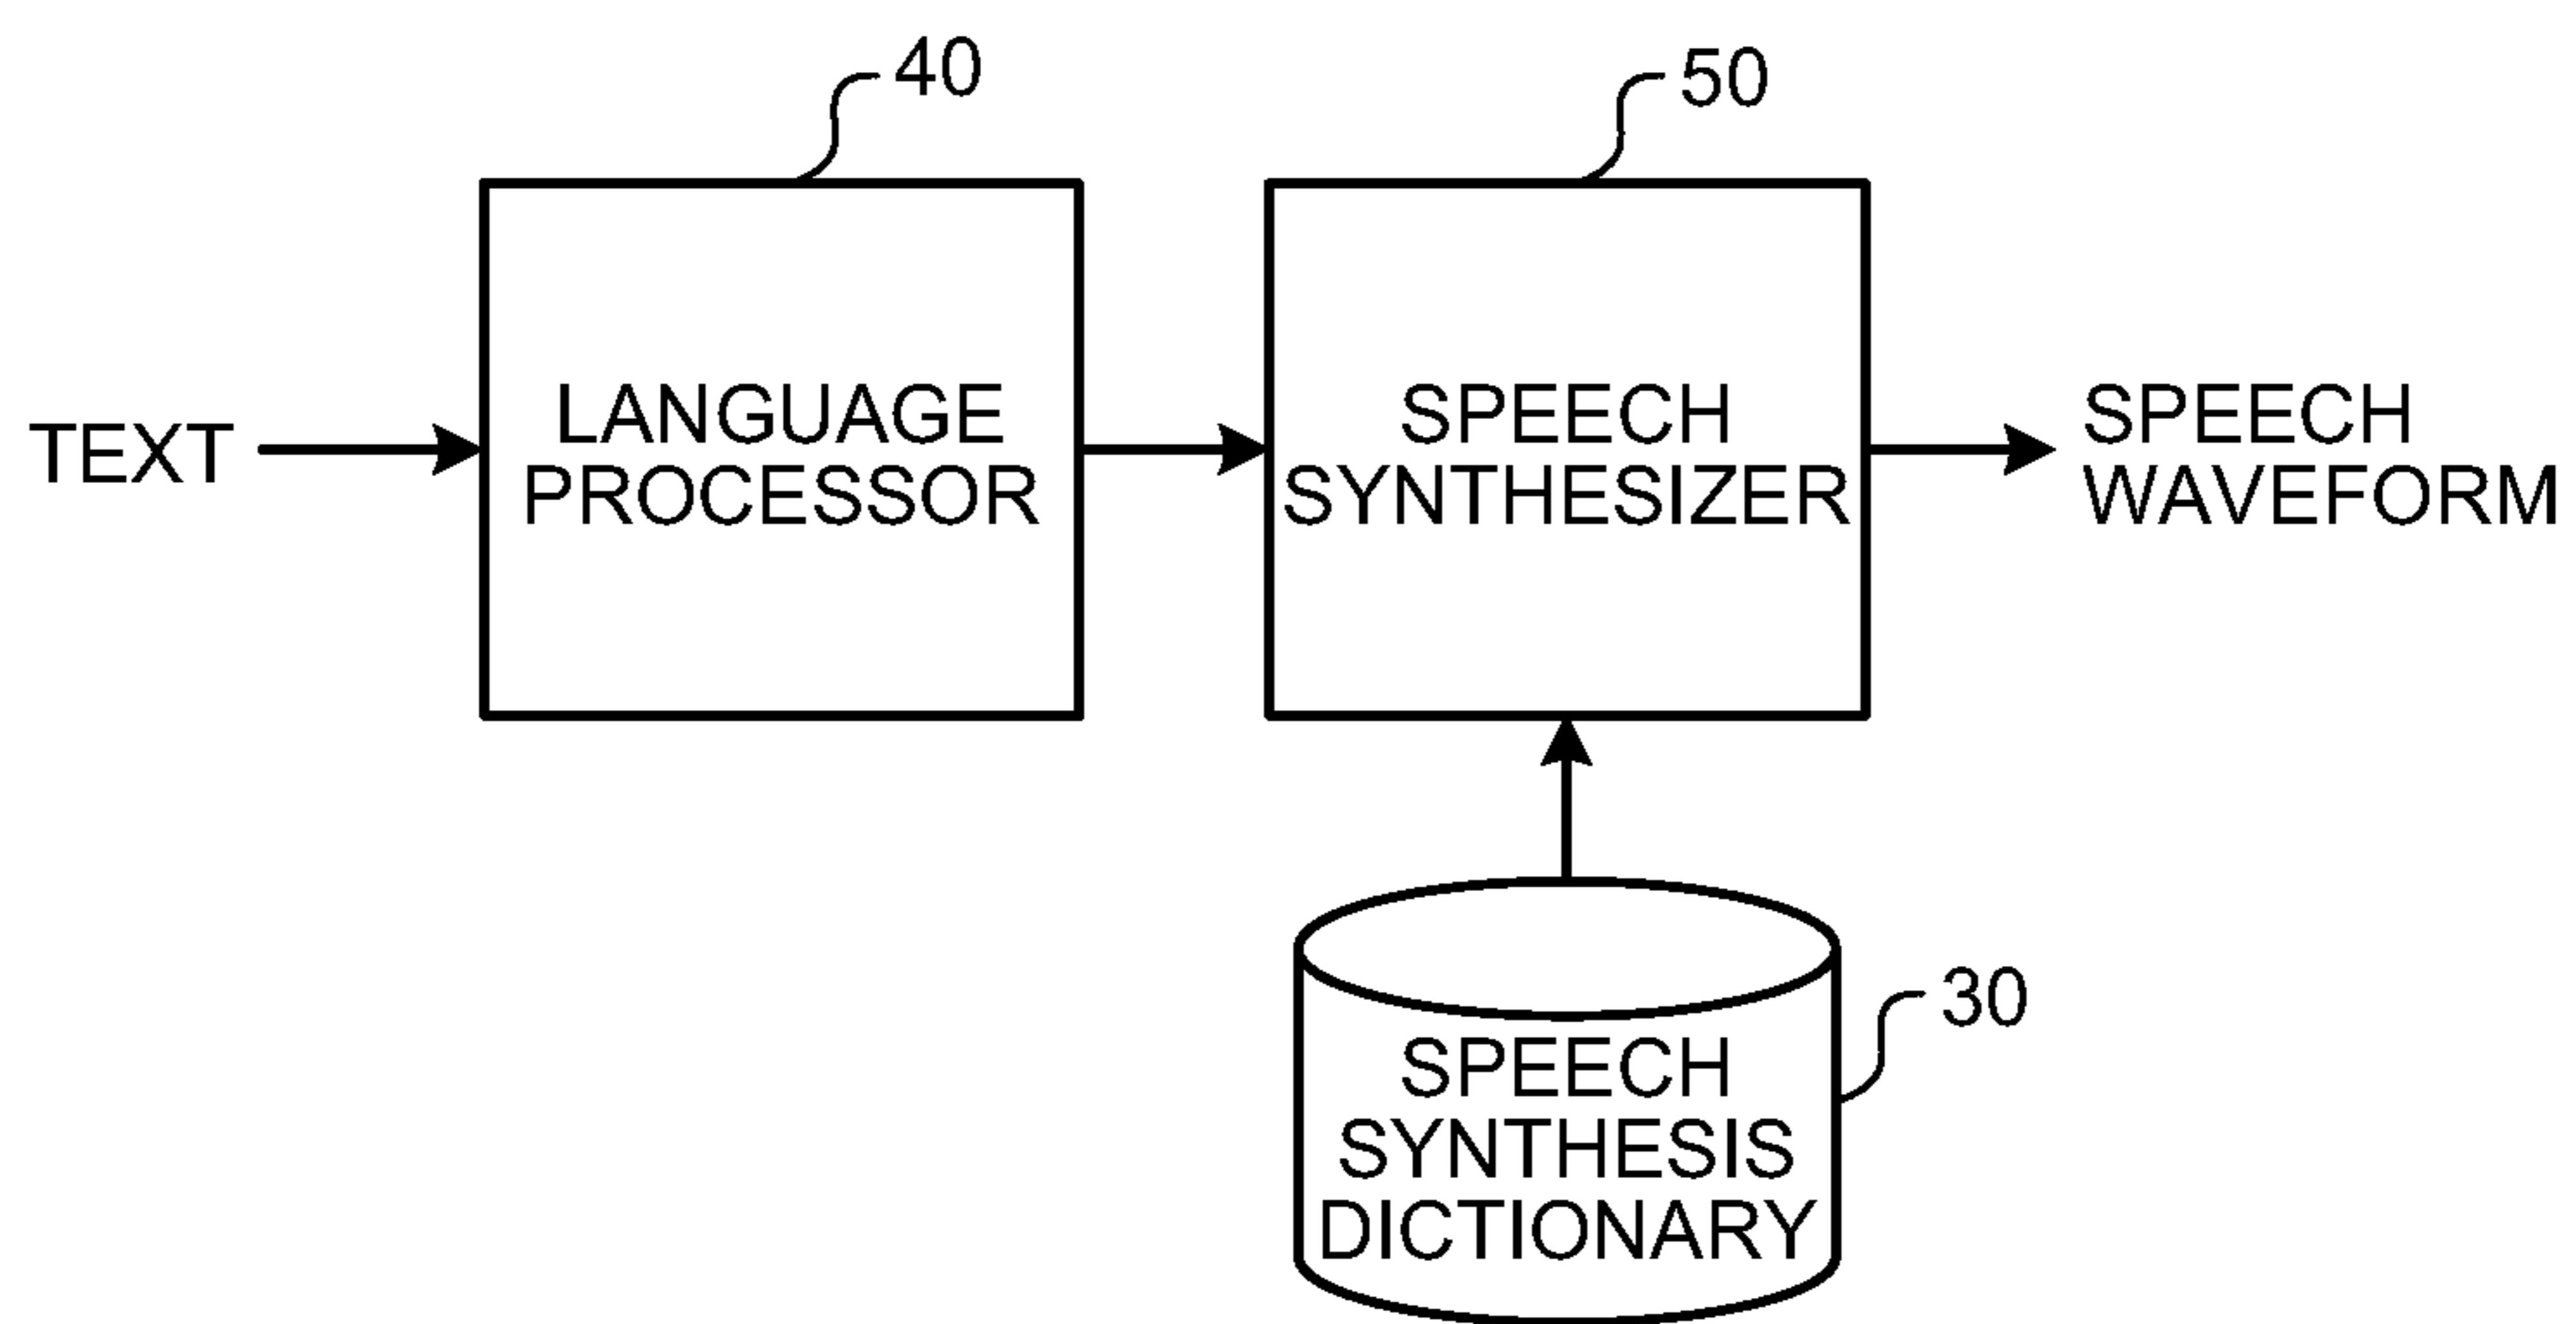 40
50
TEXT
LANGUAGE
PROCESSOR
SPEECH
SYNTHESIZER
SPEECH
WAVEFORM
30
SPEECH
SYNTHESIS
DICTIONARY